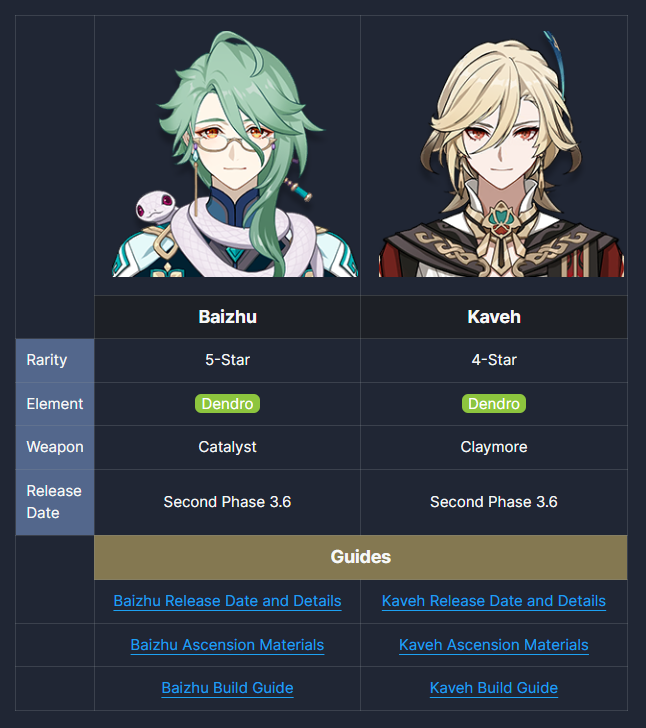 Baizhu Kaveh
Rarity 5-Star 4-Star
Element Dendro Dendro
Weapon Catalyst Claymore
Release
Date Second Phase 3.6 Second Phase 3.6
Guides
Baizhu Release Date and Details Kaveh Release Date and Details
Baizhu Ascension Materials Kaveh Ascension Materials
Baizhu Build Guide Kaveh Build Guide